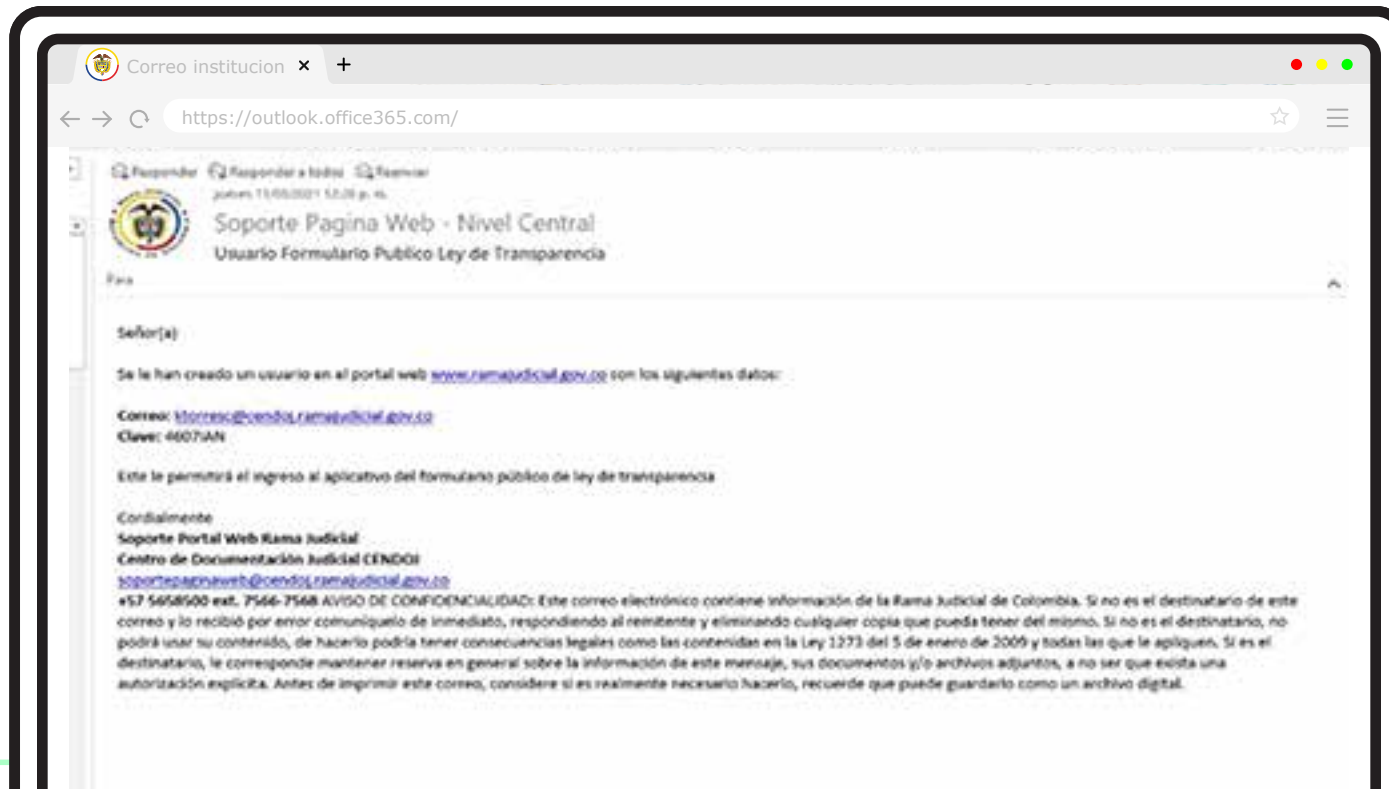 Correo institucion × +
https://outlook.office365.com/
Responder Responder a todos Reenviar
12:28 p. m.
Soporte Pagina Web - Nivel Central
Usuario Formulario Publico Ley de Transparencia
Para
Señor(a)
Se le han creado un usuario en el portal web www.ramajudicial.gov.co con los siguientes datos:
Correo: ktorresc@cendoj.ramajudicial.gov.co
Clave:
Este le permitirá el ingreso al aplicativo del formulario público de ley de transparencia
Cordialmente
Soporte Portal Web Rama Judicial
Centro de Documentación Judicial CENDOJ
soportepaginaweb@cendoj.ramajudicial.gov.co
+57 5658500 ext. 7566-7568 AVISO DE CONFIDENCIALIDAD: Este correo electrónico contiene información de la Rama Judicial de Colombia. Si no es el destinatario de este
correo y lo recibió por error comuníquelo de inmediato, respondiendo al remitente y eliminando cualquier copia que pueda tener del mismo. Si no es el destinatario, no
podrá usar su contenido, de hacerlo podría tener consecuencias legales como las contenidas en la Ley 1273 del 5 de enero de 2009 y todas las que le apliquen. Si es el
destinatario, le corresponde mantener reserva en general sobre la información de este mensaje, sus documentos y/o archivos adjuntos, a no ser que exista una
autorización explícita. Antes de imprimir este correo, considere si es realmente necesario hacerlo, recuerde que puede guardarlo como un archivo digital.